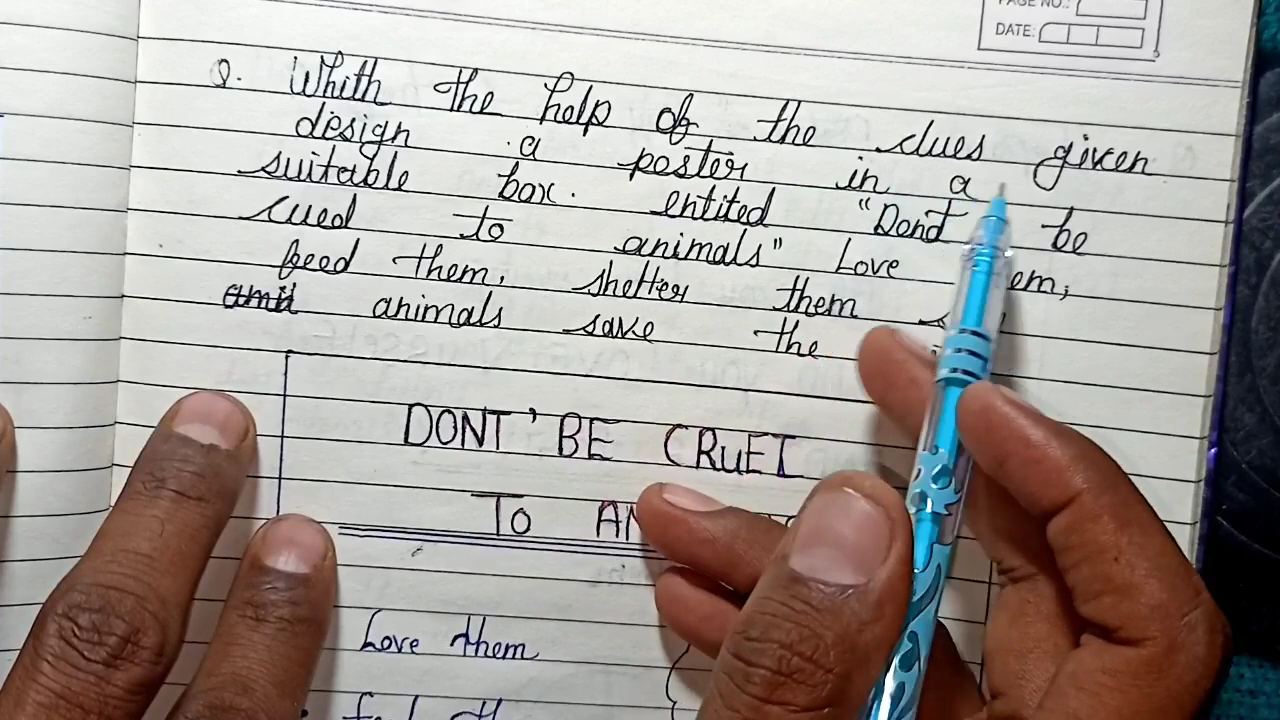 PAGE NO.:
DATE:
Q. Whith the help of the clues given
design a poster in a
suitable box. entited "Dond be
cued to animals" Love em,
feed them, shelter them
animals save the
DONT' BE CRUEl
To AN
Love them